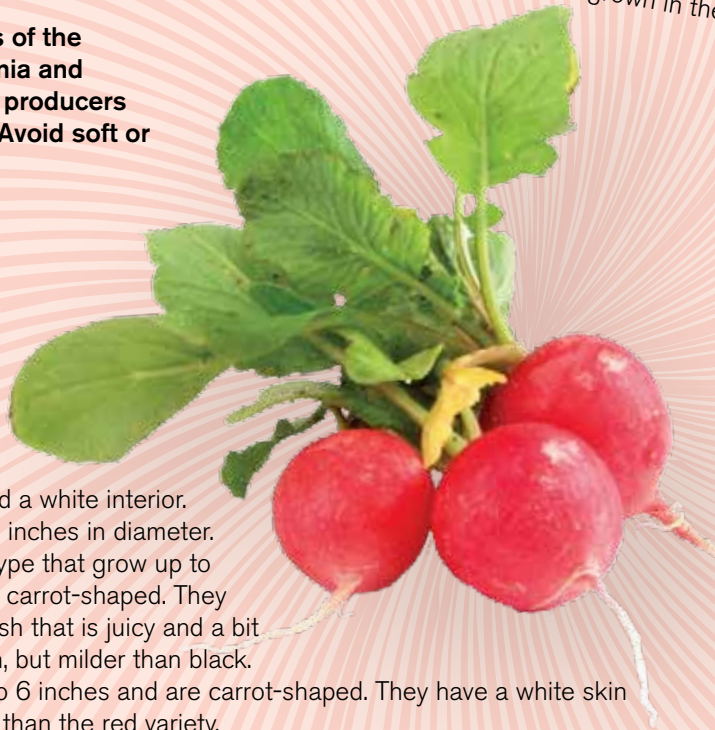 grown in the
s of the
nia and
producers
Avoid soft or
d a white interior.
inches in diameter.
ype that grow up to
carrot-shaped. They
sh that is juicy and a bit
, but milder than black.
o 6 inches and are carrot-shaped. They have a white skin
than the red variety.